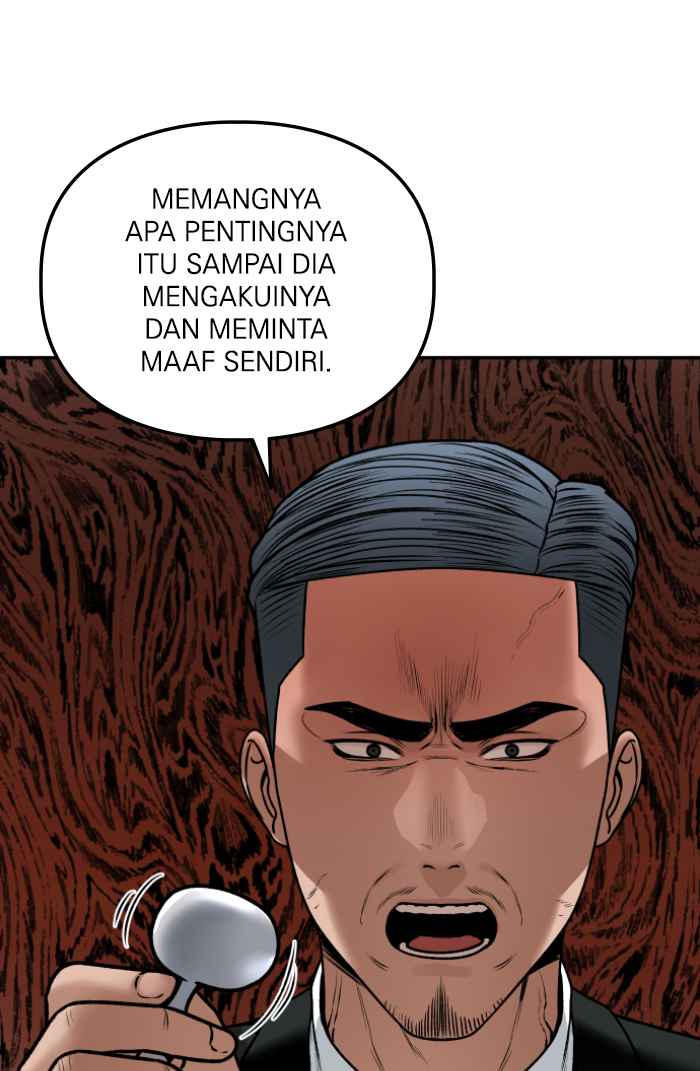 MEMANGNYA
APA PENTINGNYA
ITU SAMPAI DIA
MENGAKUINYA
DAN MEMINTA
MAAF SENDIRI.